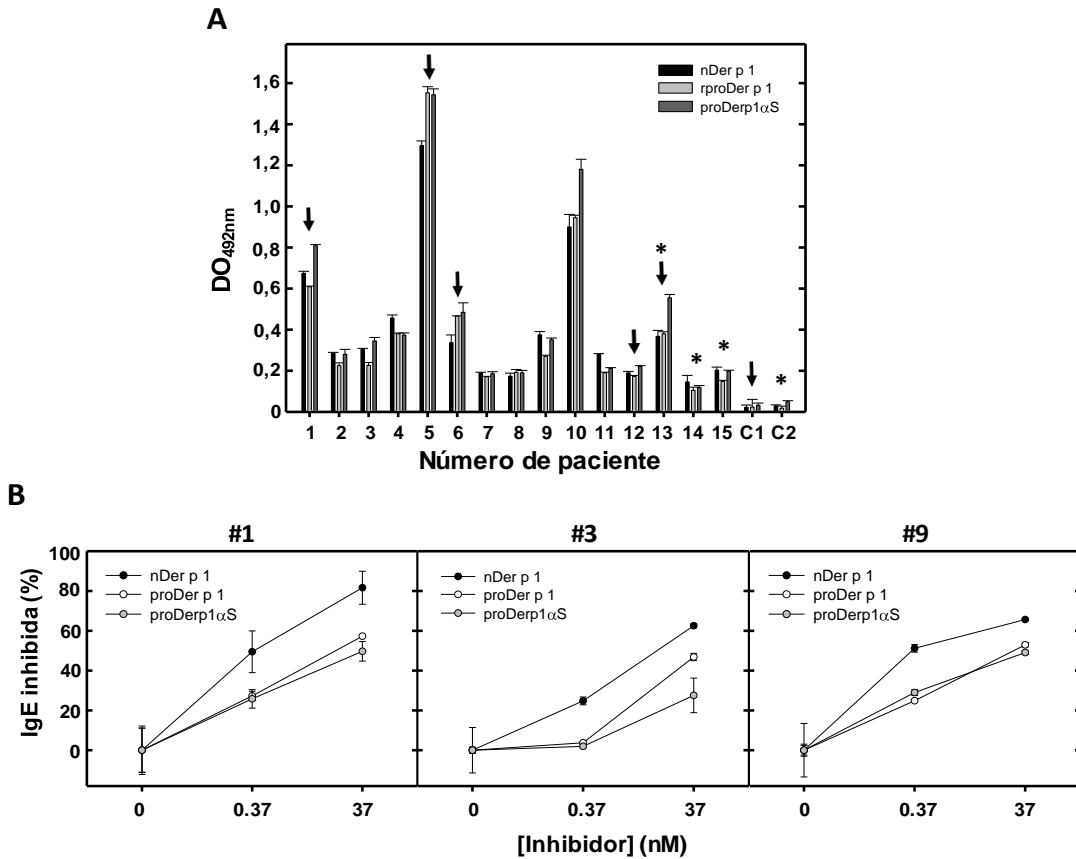 A
nDer p 1
rproDer p 1
proDerp1αS
DO492nm
1,6
1,4
1,2
1,0
0,8
0,6
0,4
0,2
0
*
* * *
1 2 3 4 5 6 7 8 9 10 11 12 13 14 15 C1 C2
Número de paciente
B
#1 #3 #9
IgE inhibida (%)
100
80
60
40
20
0
nDer p 1
proDer p 1
proDerp1αS
nDer p 1
proDer p 1
proDerp1αS
nDer p 1
proDer p 1
proDerp1αS
0 0.37 37 0 0.37 37 0 0.37 37
[Inhibidor] (nM)